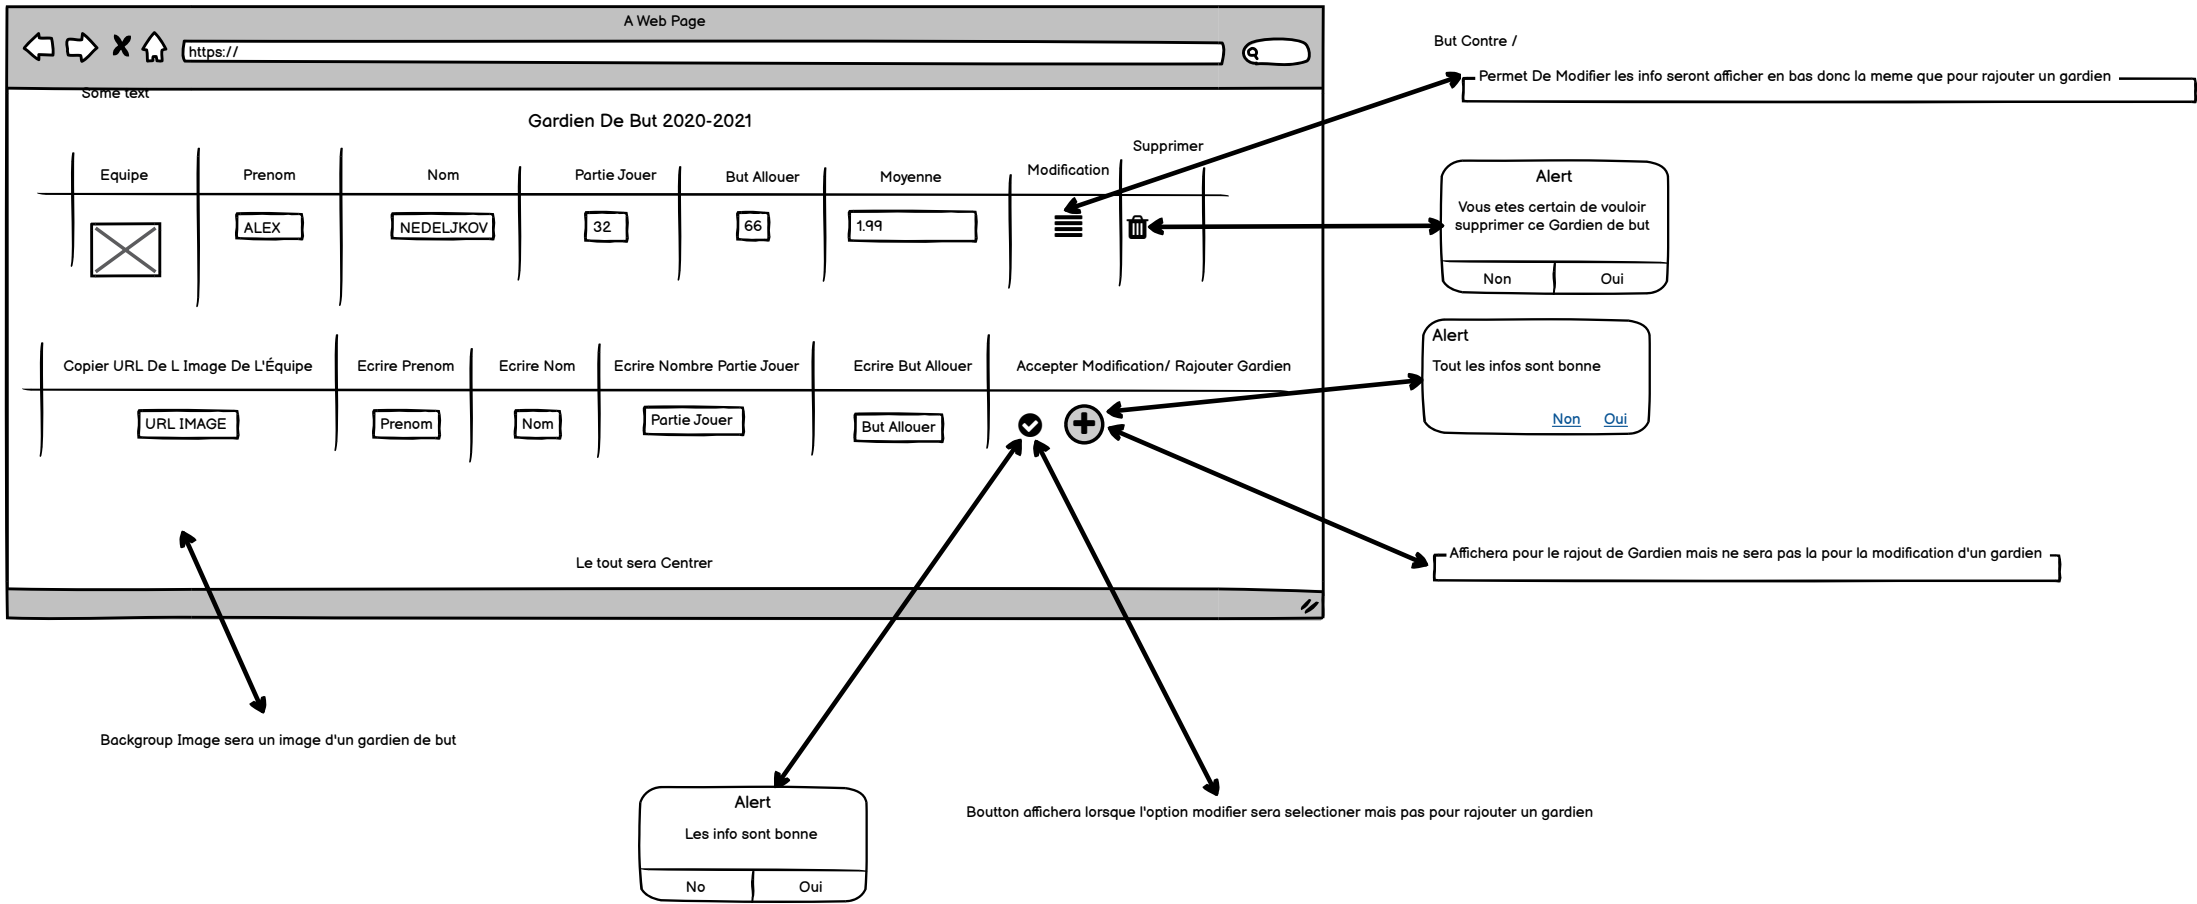 A Web Page
https://
Some text
Gardien De But 2020-2021
Equipe
Prenom
Nom
Partie Jouer
But Allouer
Moyenne
Modification
Supprimer
ALEX
NEDELJKOV
32
66
1.99
Copier URL De L Image De L'Équipe
Ecrire Prenom
Ecrire Nom
Ecrire Nombre Partie Jouer
Ecrire But Allouer
Accepter Modification/ Rajouter Gardien
URL IMAGE
Prenom
Nom
Partie Jouer
But Allouer
Le tout sera Centrer
But Contre /
Permet De Modifier les info seront afficher en bas donc la meme que pour rajouter un gardien
Alert
Vous etes certain de vouloir
supprimer ce Gardien de but
Non
Oui
Alert
Tout les infos sont bonne
Non
Oui
Affichera pour le rajout de Gardien mais ne sera pas la pour la modification d'un gardien
Backgroup Image sera un image d'un gardien de but
Alert
Les info sont bonne
No
Oui
Boutton affichera lorsque l'option modifier sera selectioner mais pas pour rajouter un gardien